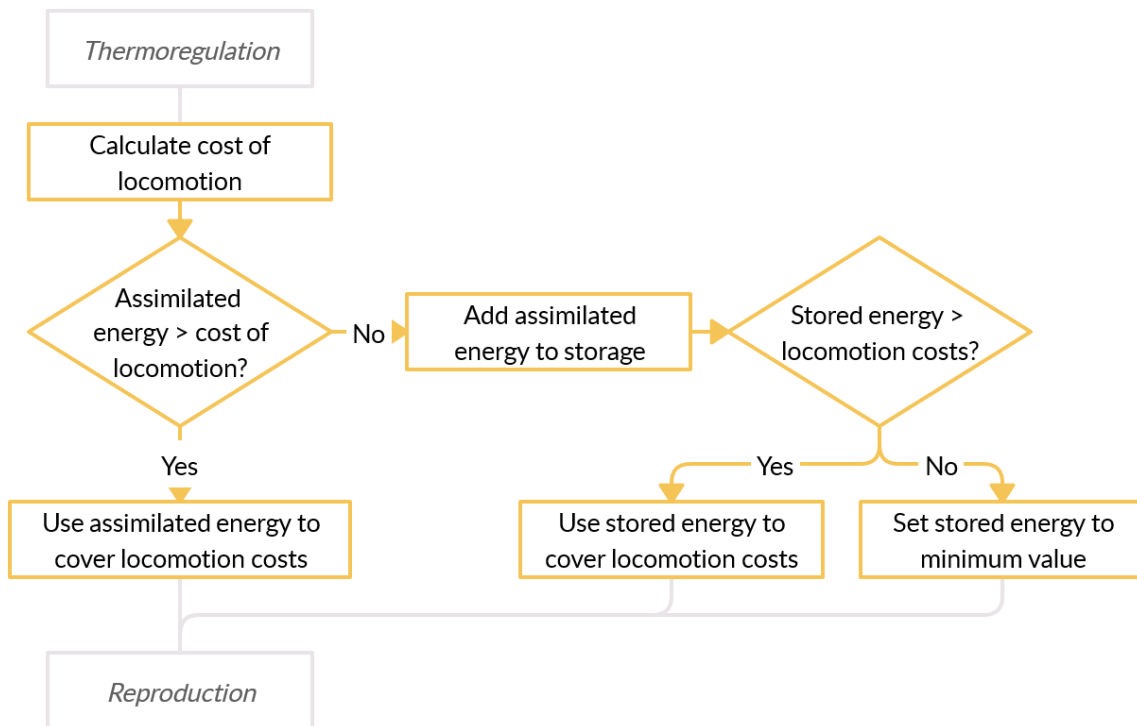 Thermoregulation
Calculate cost of
locomotion
Assimilated
energy > cost of
locomotion?
No
Add assimilated
energy to storage
Stored energy >
locomotion costs?
Yes
Yes
No
Use assimilated energy to
cover locomotion costs
Use stored energy to
cover locomotion costs
Set stored energy to
minimum value
Reproduction